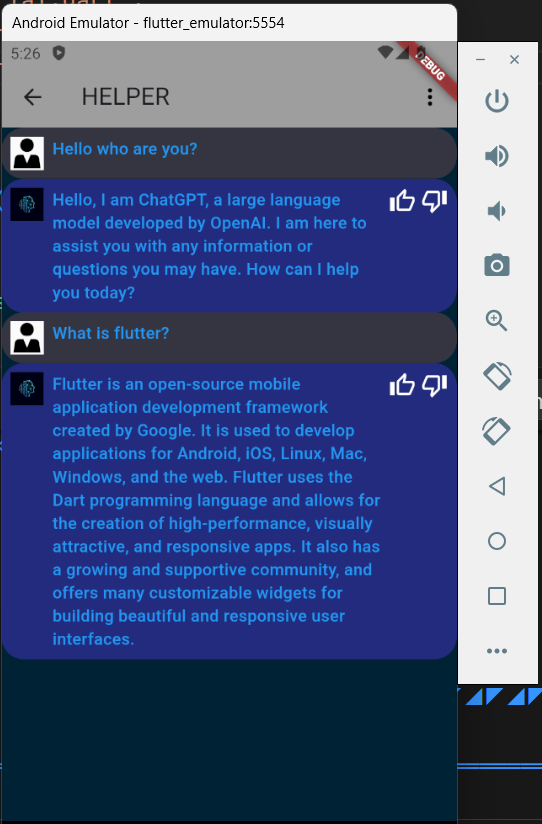 Android Emulator - flutter_emulator:5554
5:26
DEBUG
HELPER
Hello who are you?
Hello, I am ChatGPT, a large language
model developed by OpenAI. I am here to
assist you with any information or
questions you may have. How can I help
you today?
What is flutter?
Flutter is an open-source mobile
application development framework
created by Google. It is used to develop
applications for Android, iOS, Linux, Mac,
Windows, and the web. Flutter uses the
Dart programming language and allows for
the creation of high-performance, visually
attractive, and responsive apps. It also has
a growing and supportive community, and
offers many customizable widgets for
building beautiful and responsive user
interfaces.